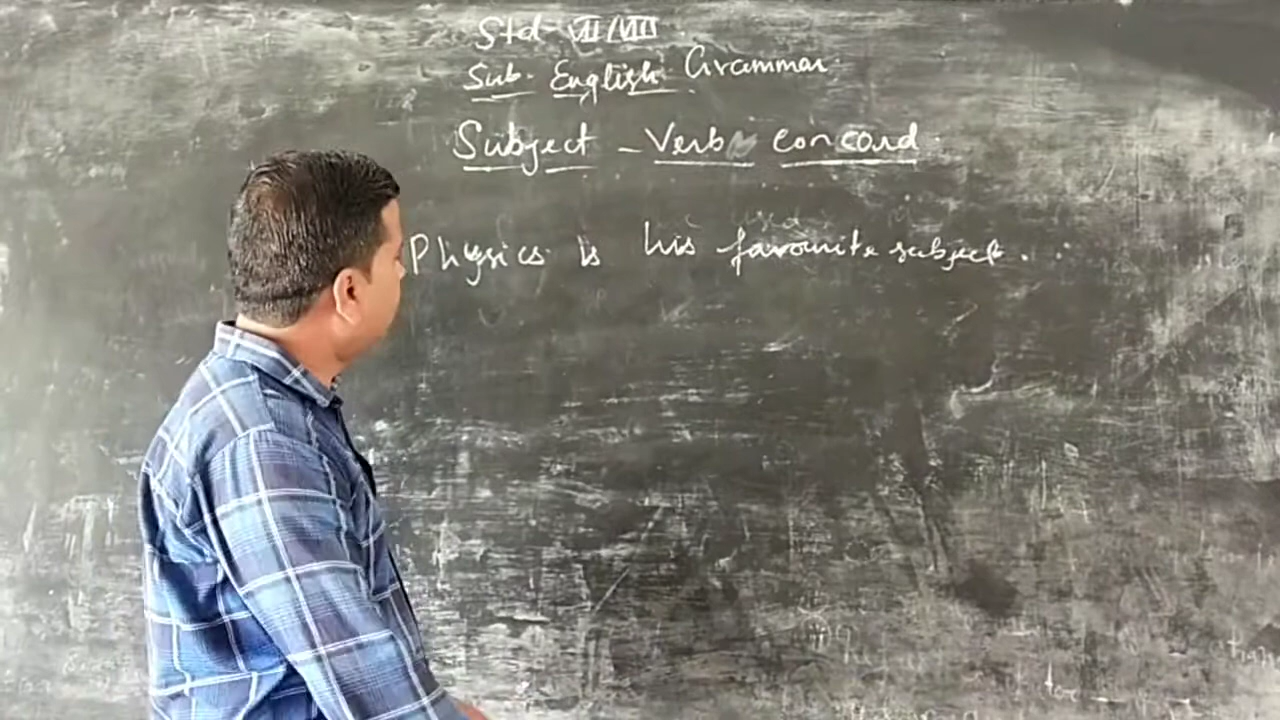 Std- VII/VIII.
Sub- English Grammar.
Subject - Verb concord.
Physics is his favourite subject.